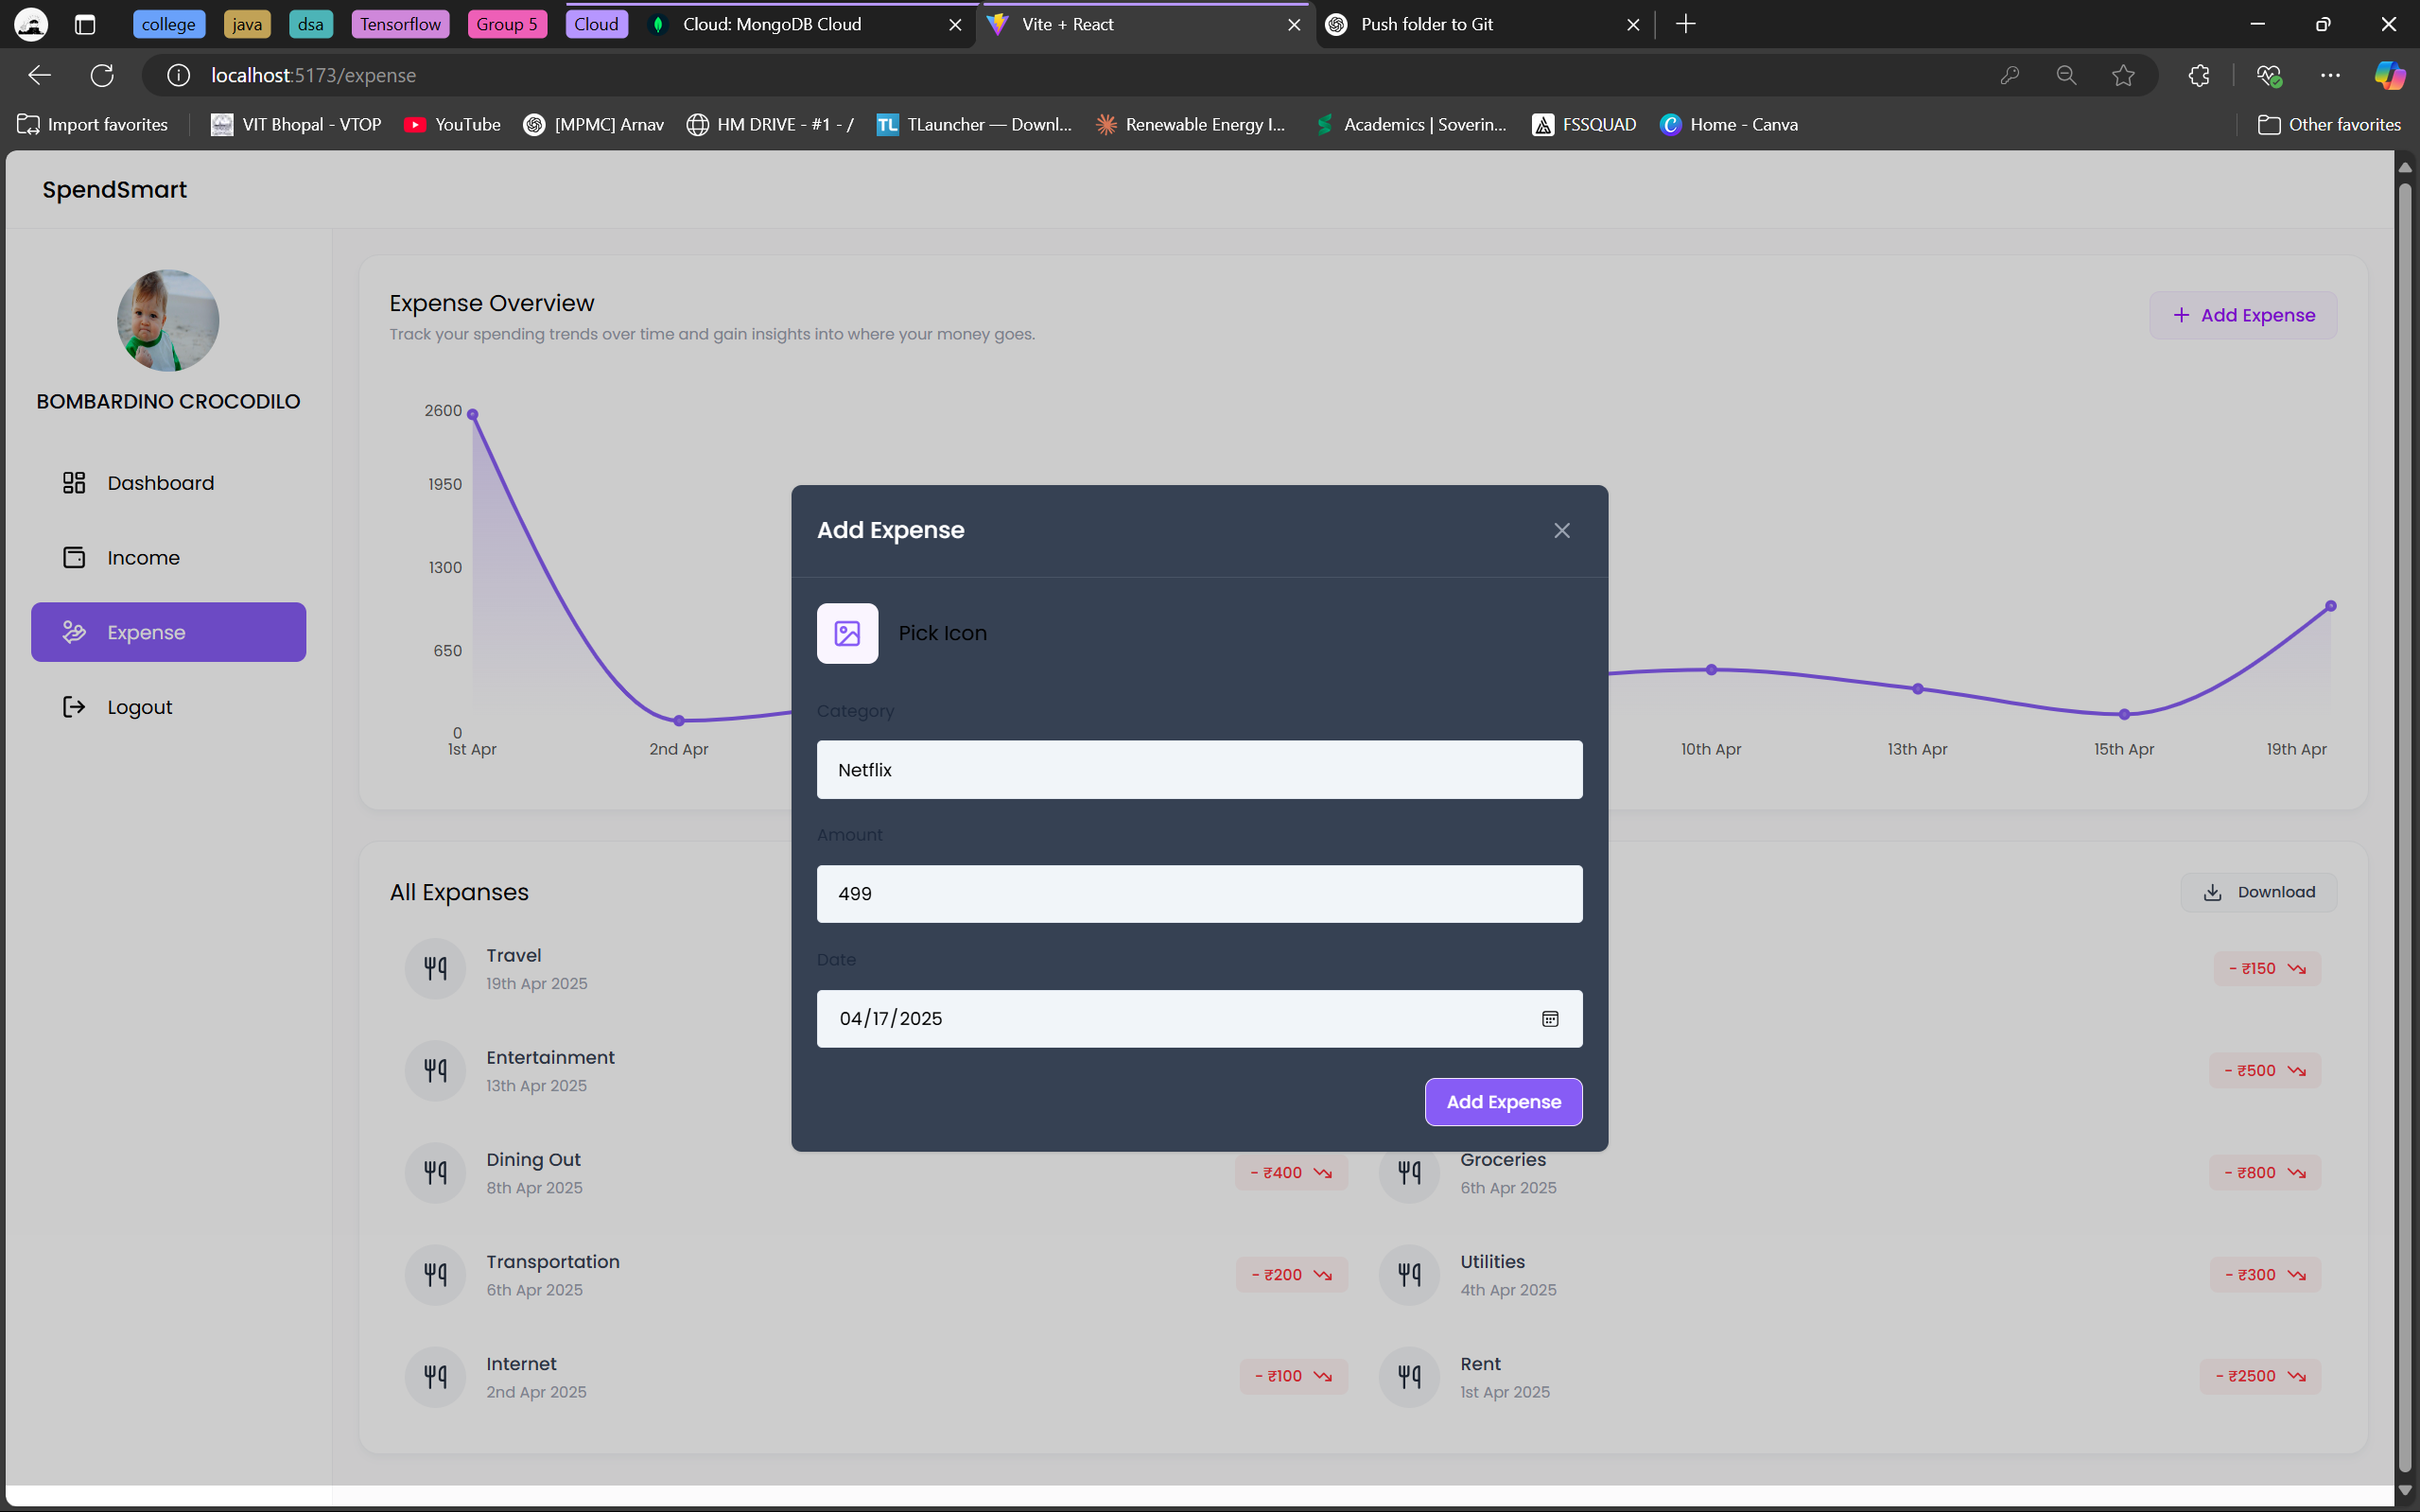 college
java
dsa
Tensorflow
Group 5
Cloud
Cloud: MongoDB Cloud
Vite + React
Push folder to Git
localhost:5173/expense
Import favorites
VIT Bhopal - VTOP
YouTube
[MPMC] Arnav
HM DRIVE - #1 - /
TL
TLauncher — Downl...
Renewable Energy I...
Academics | Soverin...
FSSQUAD
Home - Canva
Other favorites
SpendSmart
BOMBARDINO CROCODILO
Dashboard
Income
Expense
Logout
Expense Overview
Track your spending trends over time and gain insights into where your money goes.
+ Add Expense
2600
1950
1300
650
0
1st Apr
2nd Apr
10th Apr
13th Apr
15th Apr
19th Apr
Add Expense
Pick Icon
Category
Netflix
Amount
499
Date
04/17/2025
Add Expense
All Expanses
Download
Travel
19th Apr 2025
- ₹150
Entertainment
13th Apr 2025
- ₹500
Dining Out
8th Apr 2025
- ₹400
Groceries
6th Apr 2025
- ₹800
Transportation
6th Apr 2025
- ₹200
Utilities
4th Apr 2025
- ₹300
Internet
2nd Apr 2025
- ₹100
Rent
1st Apr 2025
- ₹2500